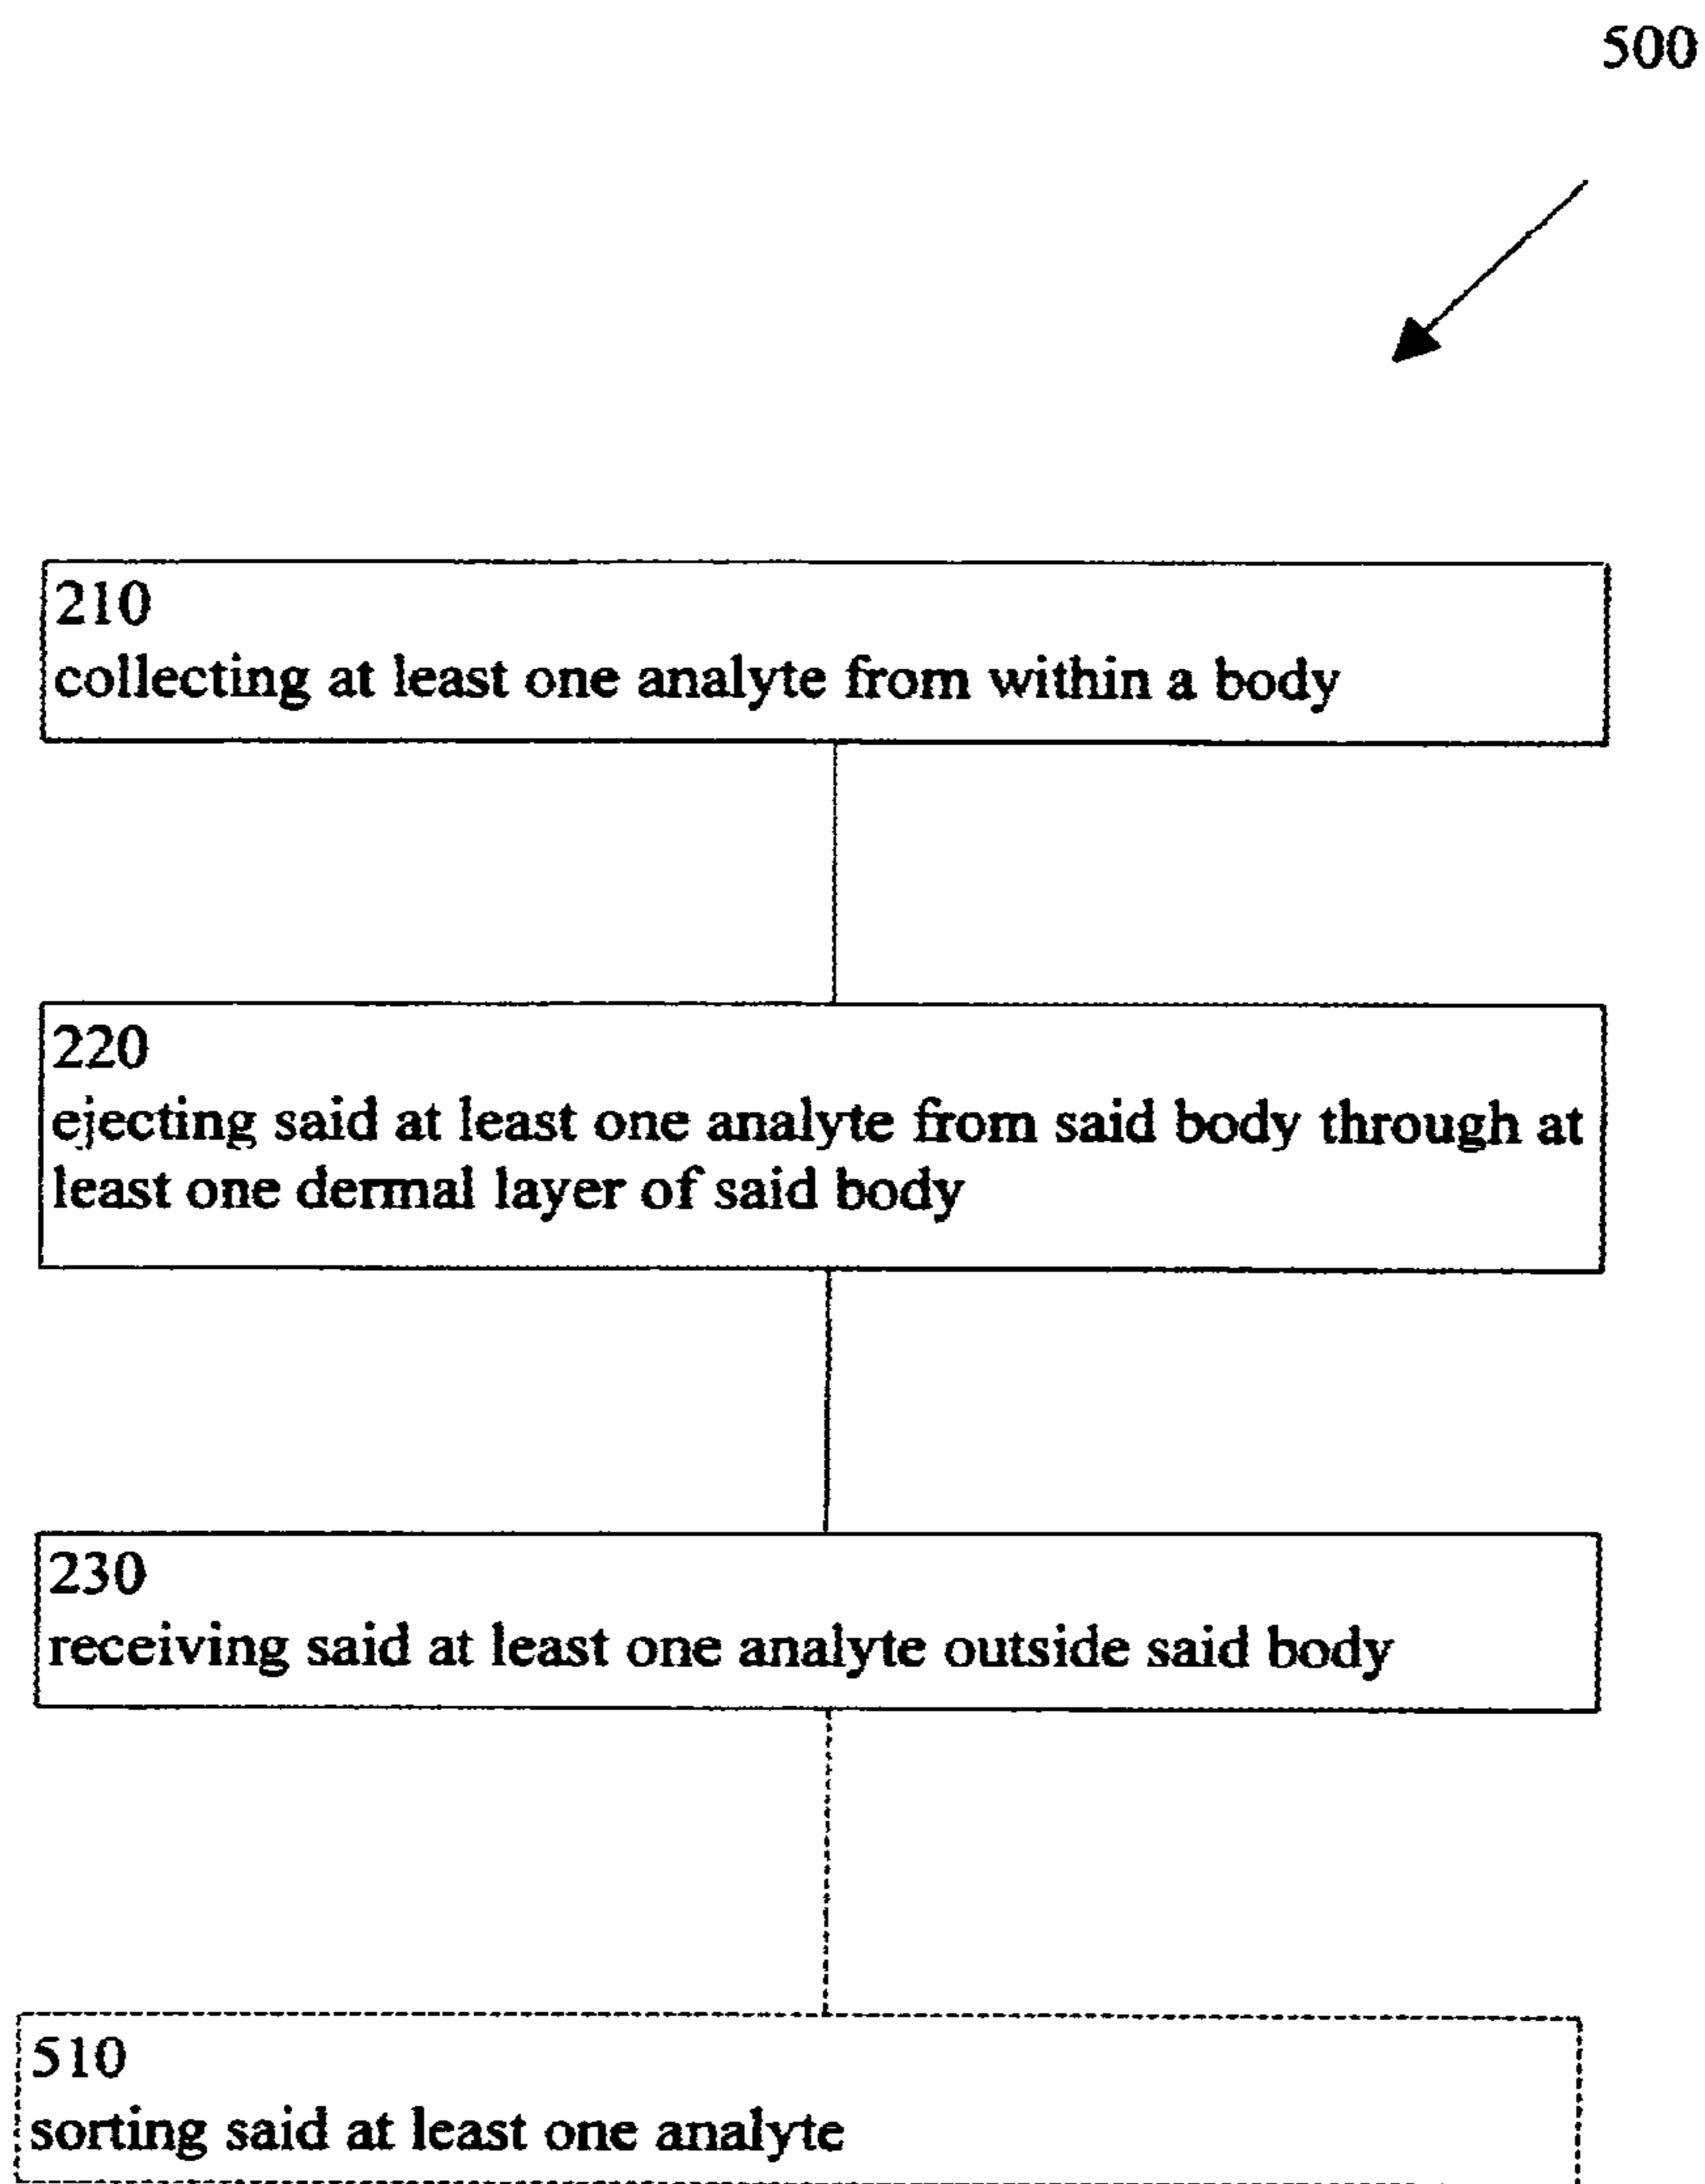 500
210
collecting at least one analyte from within a body
220
ejecting said at least one analyte from said body through at
least one dermal layer of said body
230
receiving said at least one analyte outside said body
510
sorting said at least one analyte